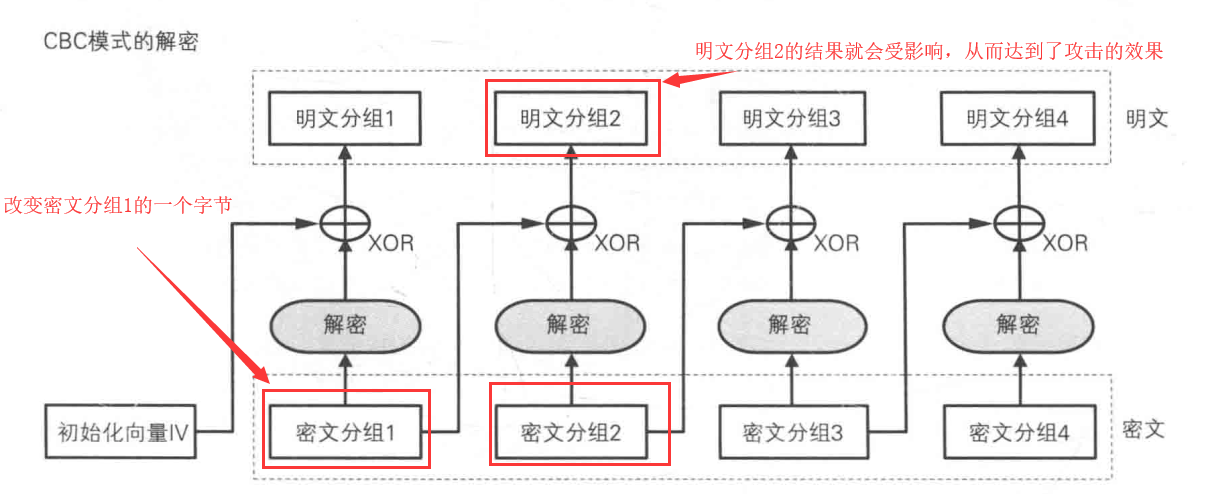 CBC模式的解密
明文分组2的结果就会受影响，从而达到了攻击的效果
明文分组1
明文分组2
明文分组3
明文分组4
明文
改变密文分组1的一个字节
XOR
XOR
XOR
XOR
解密
解密
解密
解密
初始化向量IV
密文分组1
密文分组2
密文分组3
密文分组4
密文